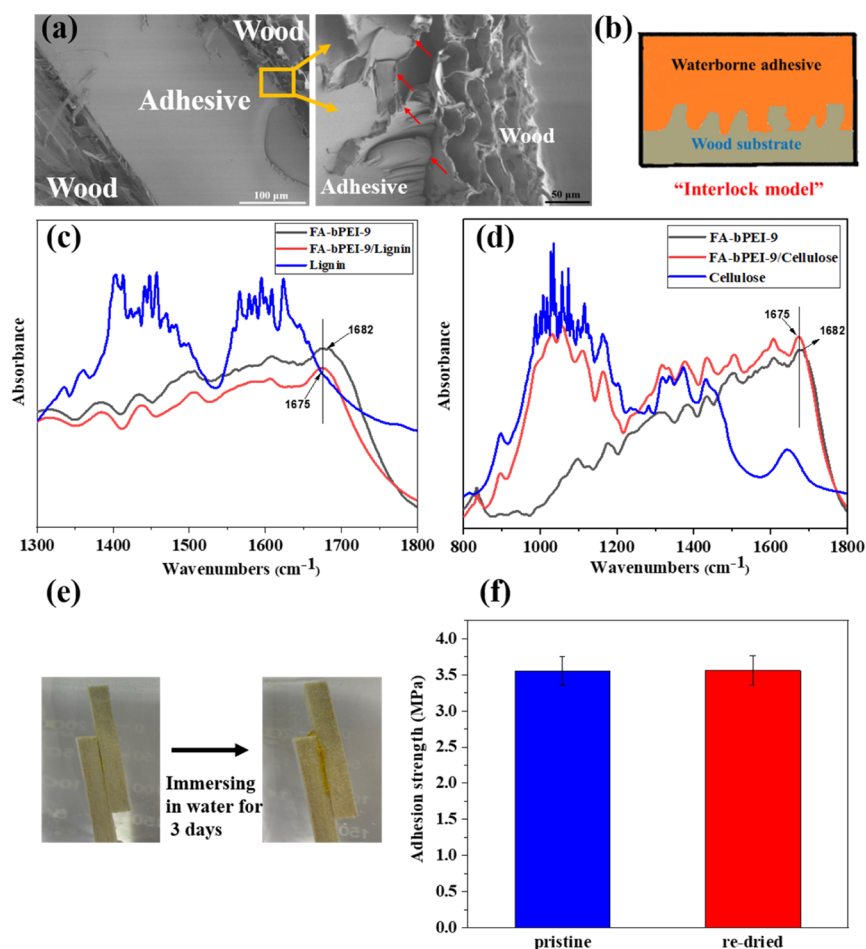 (a)
Wood
Adhesive
Wood
100 µm
Wood
Adhesive
50 µm
(b)
Waterborne adhesive
Wood substrate
“Interlock model”
(c)
FA-bPEI-9
FA-bPEI-9/Lignin
Lignin
1682
1675
Absorbance
1300
1400
1500
1600
1700
1800
Wavenumbers (cm⁻¹)
(d)
FA-bPEI-9
FA-bPEI-9/Cellulose
Cellulose
1675
1682
Absorbance
800
1000
1200
1400
1600
1800
Wavenumbers (cm⁻¹)
(e)
Immersing
in water for
3 days
(f)
Adhesion strength (MPa)
4.0
3.5
3.0
2.5
2.0
1.5
1.0
0.5
0.0
pristine
re-dried